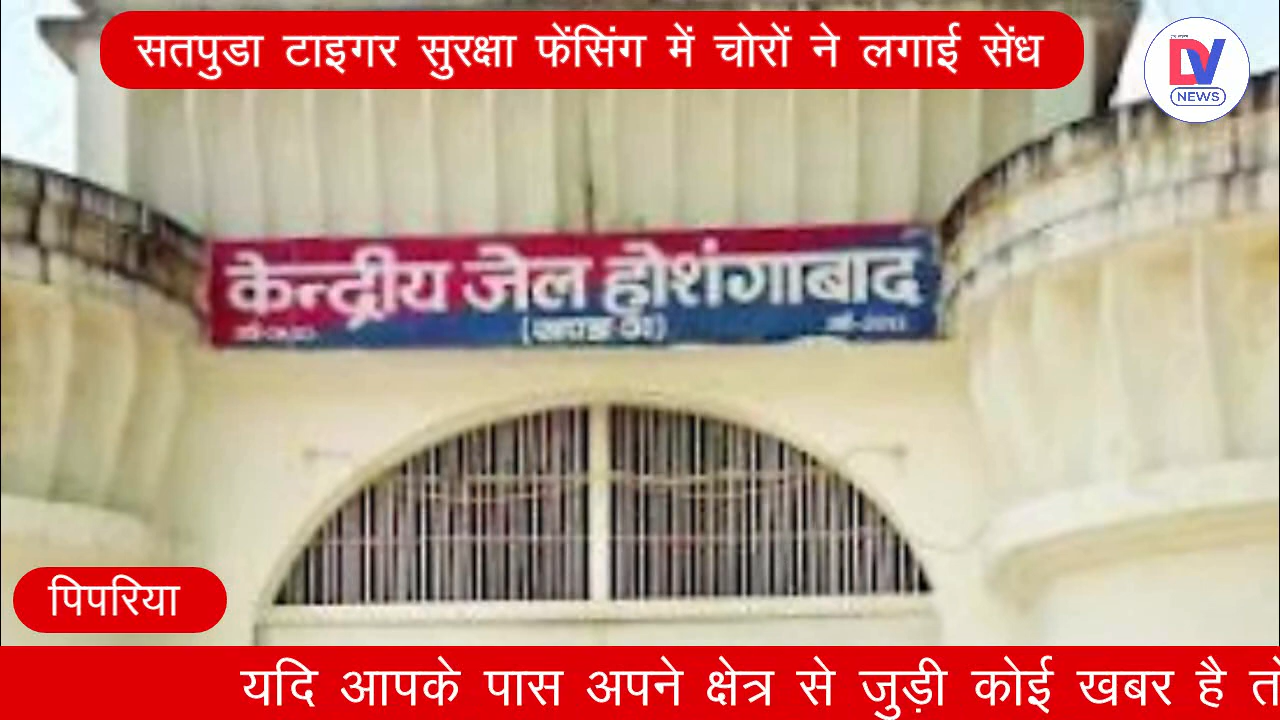 सतपुडा टाइगर सुरक्षा फेंसिंग में चोरों ने लगाई सेंध
DV
NEWS
केन्द्रीय जेल होशंगाबाद
पिपरिया
यदि आपके पास अपने क्षेत्र से जुड़ी कोई खबर है तो